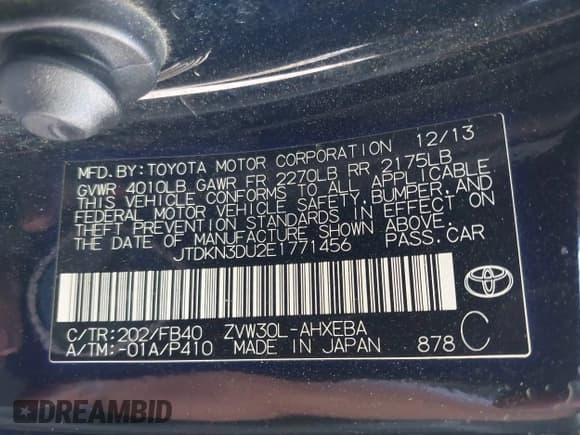 MFD. BY: TOYOTA MOTOR CORPORATION 12/13
GVWR 4010LB GAWR FR 2270LB RR 2175LB
THIS VEHICLE CONFORMS TO ALL APPLICABLE
FEDERAL MOTOR VEHICLE SAFETY, BUMPER, AND
THEFT PREVENTION STANDARDS IN EFFECT ON
THE DATE OF MANUFACTURE SHOWN ABOVE.
JTDKN3DU2E1771456 PASS. CAR
C/TR: 202/FB40 ZVW30L-AHXEBA
A/TM: -01A/P410 MADE IN JAPAN 878 C
DREAMBID